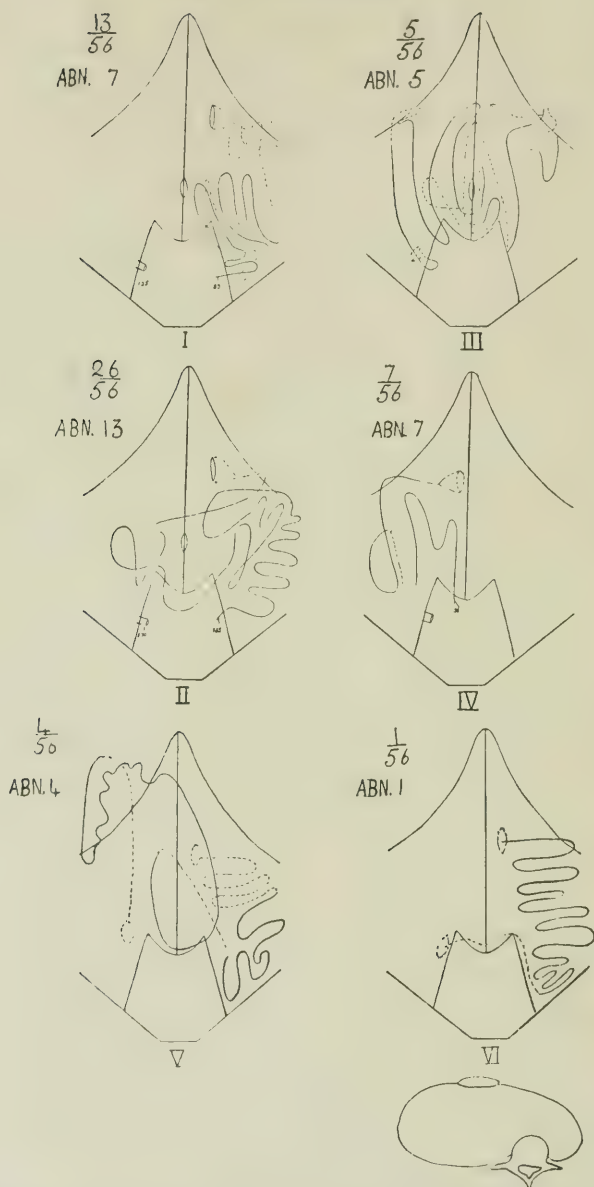 13/56
ABN. 7
I
5/56
ABN. 5
III
26/56
ABN. 13
II
7/56
ABN. 7
IV
4/56
ABN. 4
V
1/56
ABN. 1
VI